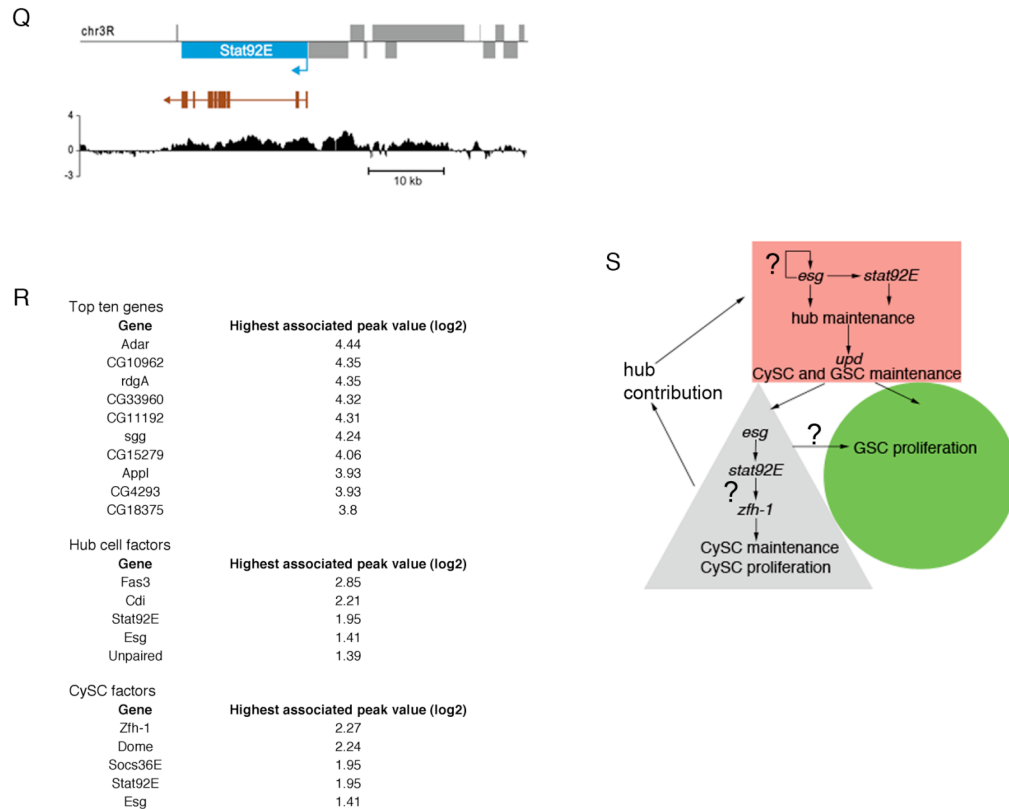 Q
chr3R
Stat92E
4
0
-3
10 kb
R
Top ten genes
Gene Highest associated peak value (log2)
Adar 4.44
CG10962 4.35
rdgA 4.35
CG33960 4.32
CG11192 4.31
sgg 4.24
CG15279 4.06
Appl 3.93
CG4293 3.93
CG18375 3.8
Hub cell factors
Gene Highest associated peak value (log2)
Fas3 2.85
Cdi 2.21
Stat92E 1.95
Esg 1.41
Unpaired 1.39
CySC factors
Gene Highest associated peak value (log2)
Zfh-1 2.27
Dome 2.24
Socs36E 1.95
Stat92E 1.95
Esg 1.41
S
? esg stat92E
hub maintenance
upd
CySC and GSC maintenance
hub
contribution
esg
stat92E
?
zfh-1
CySC maintenance
CySC proliferation
?
GSC proliferation